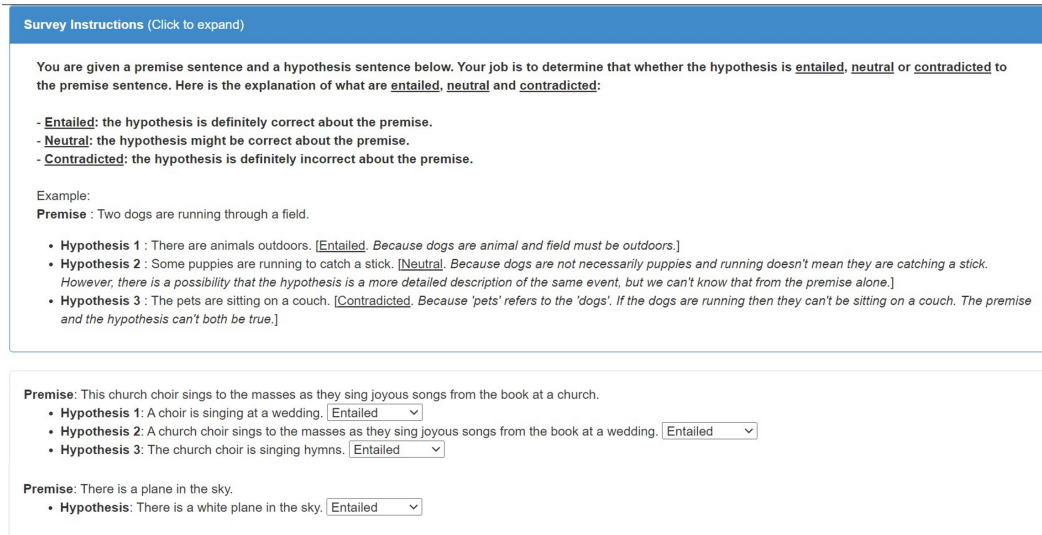 Survey Instructions (Click to expand)
You are given a premise sentence and a hypothesis sentence below. Your job is to determine that whether the hypothesis is entailed, neutral or contradicted to
the premise sentence. Here is the explanation of what are entailed, neutral and contradicted:
- Entailed: the hypothesis is definitely correct about the premise.
- Neutral: the hypothesis might be correct about the premise.
- Contradicted: the hypothesis is definitely incorrect about the premise.
Example:
Premise : Two dogs are running through a field.
• Hypothesis 1 : There are animals outdoors. [Entailed. Because dogs are animal and field must be outdoors.]
• Hypothesis 2 : Some puppies are running to catch a stick. [Neutral. Because dogs are not necessarily puppies and running doesn't mean they are catching a stick.
However, there is a possibility that the hypothesis is a more detailed description of the same event, but we can't know that from the premise alone.]
• Hypothesis 3 : The pets are sitting on a couch. [Contradicted. Because 'pets' refers to the 'dogs'. If the dogs are running then they can't be sitting on a couch. The premise
and the hypothesis can't both be true.]
Premise: This church choir sings to the masses as they sing joyous songs from the book at a church.
• Hypothesis 1: A choir is singing at a wedding. Entailed
• Hypothesis 2: A church choir sings to the masses as they sing joyous songs from the book at a wedding. Entailed
• Hypothesis 3: The church choir is singing hymns. Entailed
Premise: There is a plane in the sky.
• Hypothesis: There is a white plane in the sky. Entailed